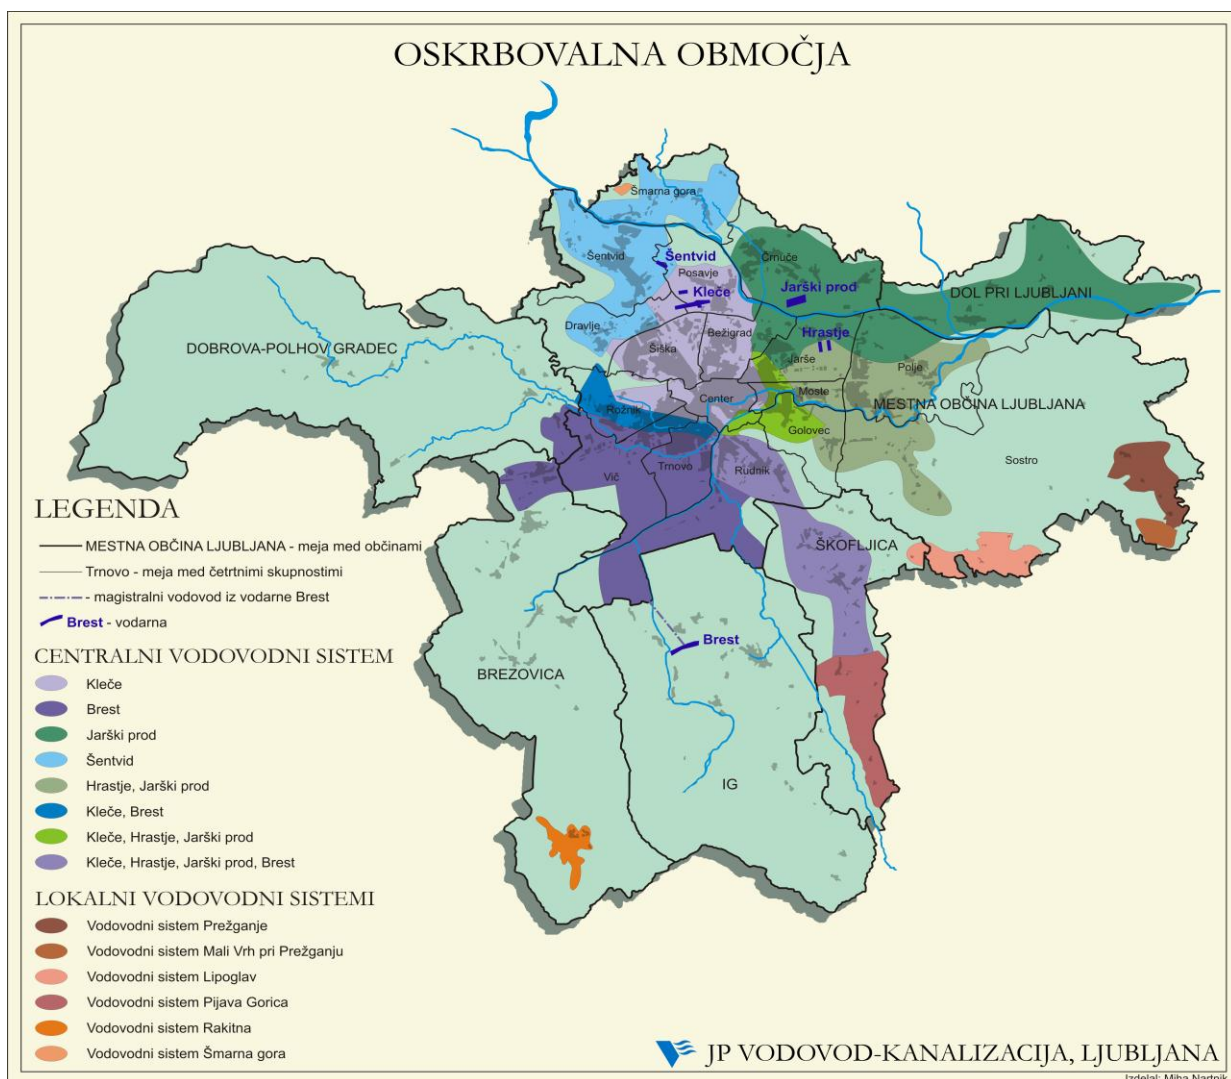 OSKRBOVALNA OBMOČJA
Šmarna gora
Šentvid
Šentvid
Posavje
Črnuče
Kleče
Jarški prod
DOL PRI LJUBLJANI
Dravlje
Bežigrad
Hrastje
DOBROVA-POLHOV GRADEC
Šiška
Jarše
Polje
Center
Moste
MESTNA OBČINA LJUBLJANA
Rožnik
Golovec
Sostro
Vič
Trnovo
Rudnik
ŠKOFLJICA
Brest
BREZOVICA
IG
LEGENDA
MESTNA OBČINA LJUBLJANA - meja med občinami
Trnovo - meja med četrtnimi skupnostimi
- magistralni vodovod iz vodarne Brest
Brest - vodarna
CENTRALNI VODOVODNI SISTEM
Kleče
Brest
Jarški prod
Šentvid
Hrastje, Jarški prod
Kleče, Brest
Kleče, Hrastje, Jarški prod
Kleče, Hrastje, Jarški prod, Brest
LOKALNI VODOVODNI SISTEMI
Vodovodni sistem Prežganje
Vodovodni sistem Mali Vrh pri Prežganju
Vodovodni sistem Lipoglav
Vodovodni sistem Pijava Gorica
Vodovodni sistem Rakitna
Vodovodni sistem Šmarna gora
JP VODOVOD-KANALIZACIJA, LJUBLJANA
Izdelal: Miha Nartnik